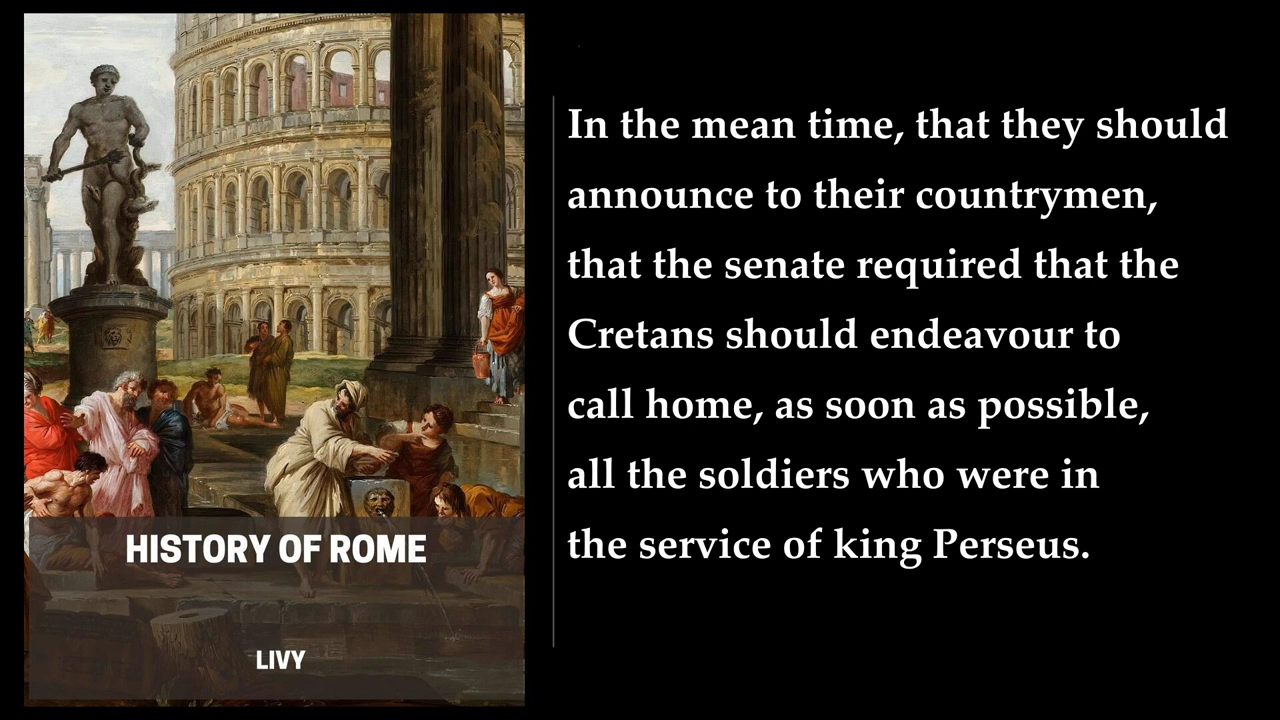 HISTORY OF ROME
LIVY
In the mean time, that they should
announce to their countrymen,
that the senate required that the
Cretans should endeavour to
call home, as soon as possible,
all the soldiers who were in
the service of king Perseus.